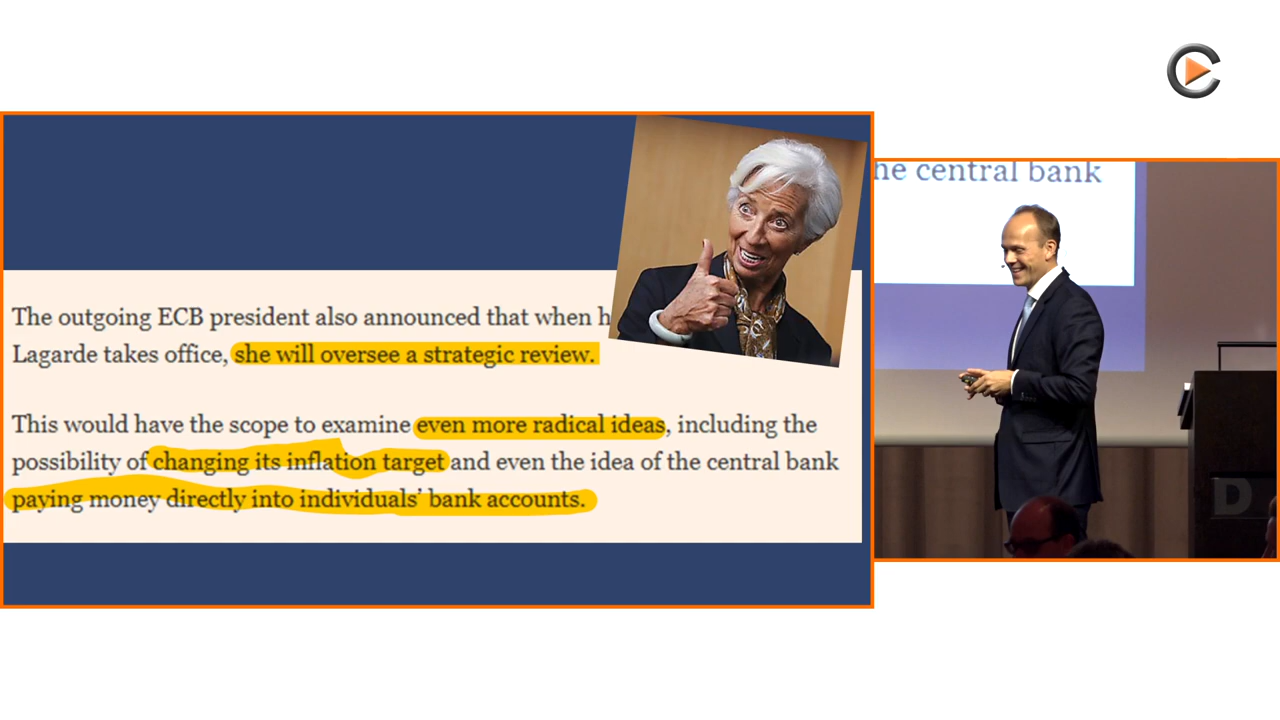 The outgoing ECB president also announced that when h
Lagarde takes office, she will oversee a strategic review.
This would have the scope to examine even more radical ideas, including the
possibility of changing its inflation target and even the idea of the central bank
paying money directly into individuals’ bank accounts.
he central bank
D